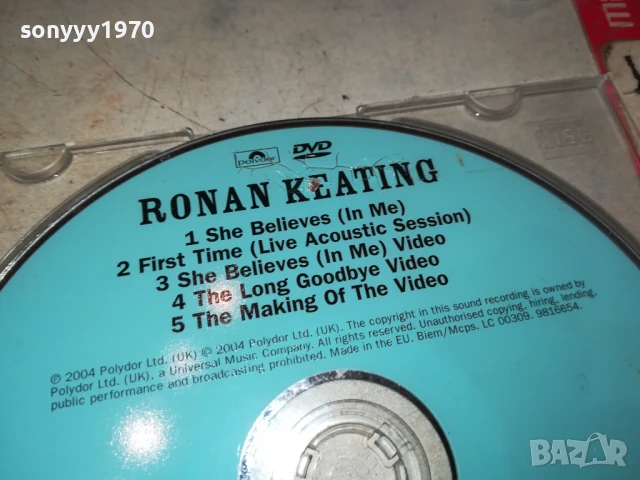 sonyyy1970
polydor DVD
RONAN KEATING
1 She Believes (In Me)
2 First Time (Live Acoustic Session)
3 She Believes (In Me) Video
4 The Long Goodbye Video
5 The Making Of The Video
℗ 2004 Polydor Ltd. (UK) © 2004 Polydor Ltd. (UK). The copyright in this sound recording is owned by
Polydor Ltd. (UK), a Universal Music Company. All rights reserved. Unauthorised copying, hiring, lending,
public performance and broadcasting prohibited. Made in the EU. Biem/Mcps. LC 00309. 9816654.
BAZAR
.bg